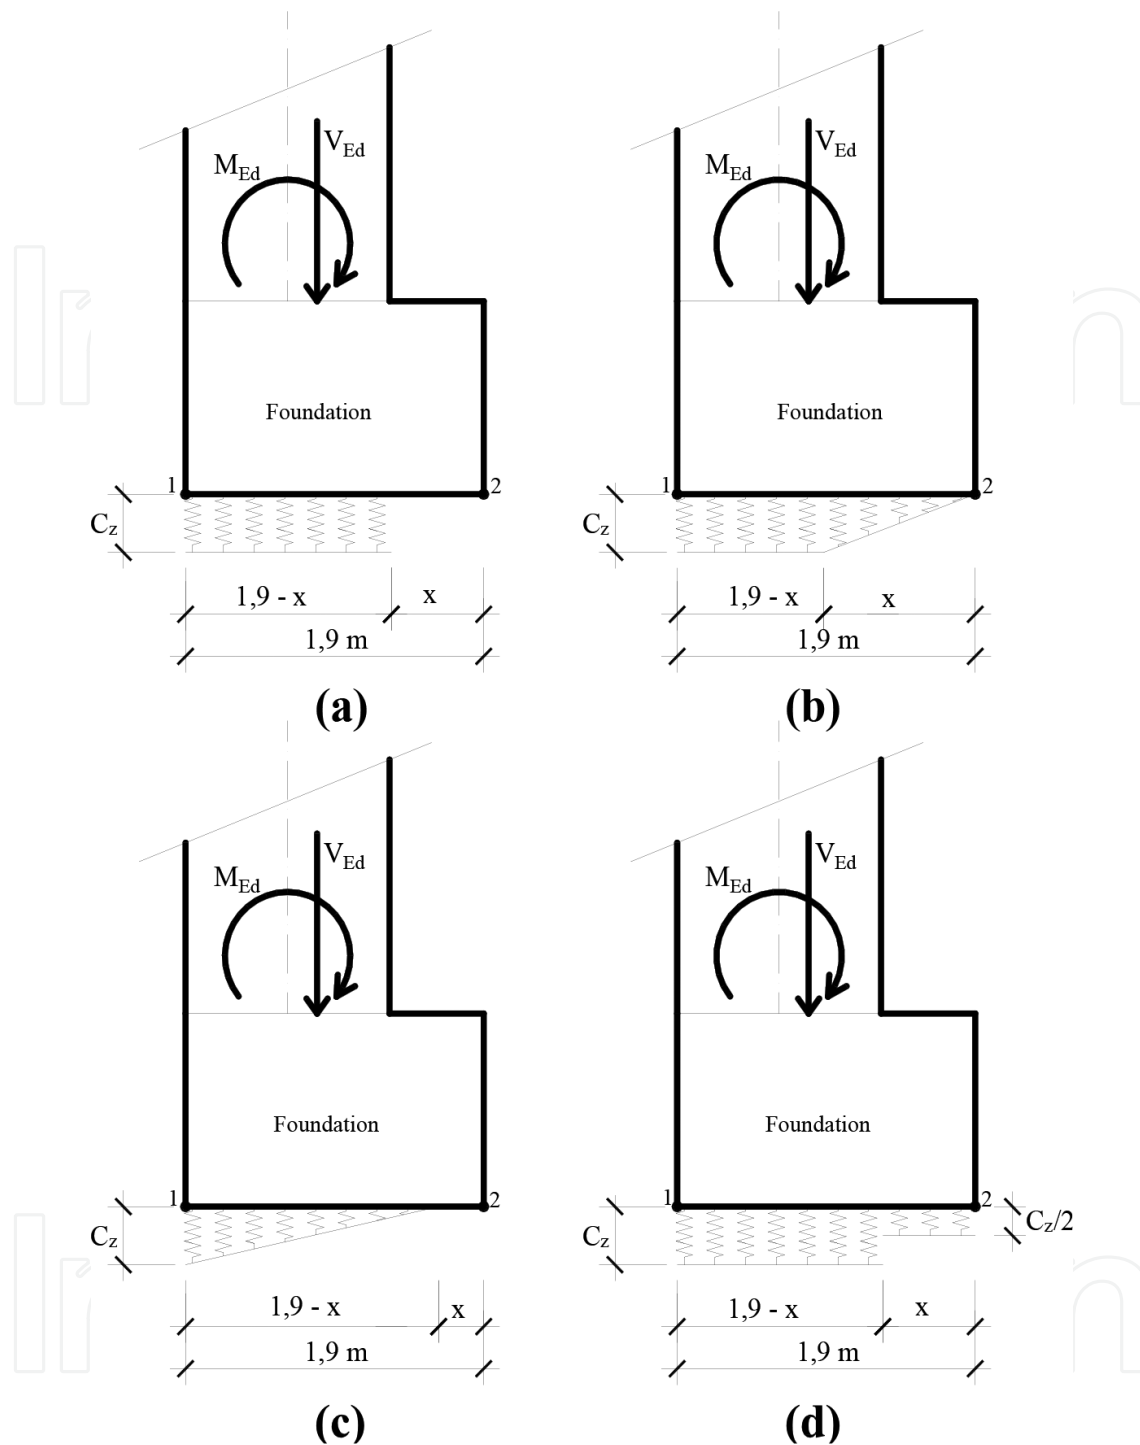 V_Ed
M_Ed
Foundation
1
2
C_z
1,9 - x
x
1,9 m
(a)
V_Ed
M_Ed
Foundation
1
2
C_z
1,9 - x
x
1,9 m
(b)
V_Ed
M_Ed
Foundation
1
2
C_z
1,9 - x
x
1,9 m
(c)
V_Ed
M_Ed
Foundation
1
2
C_z
C_z/2
1,9 - x
x
1,9 m
(d)